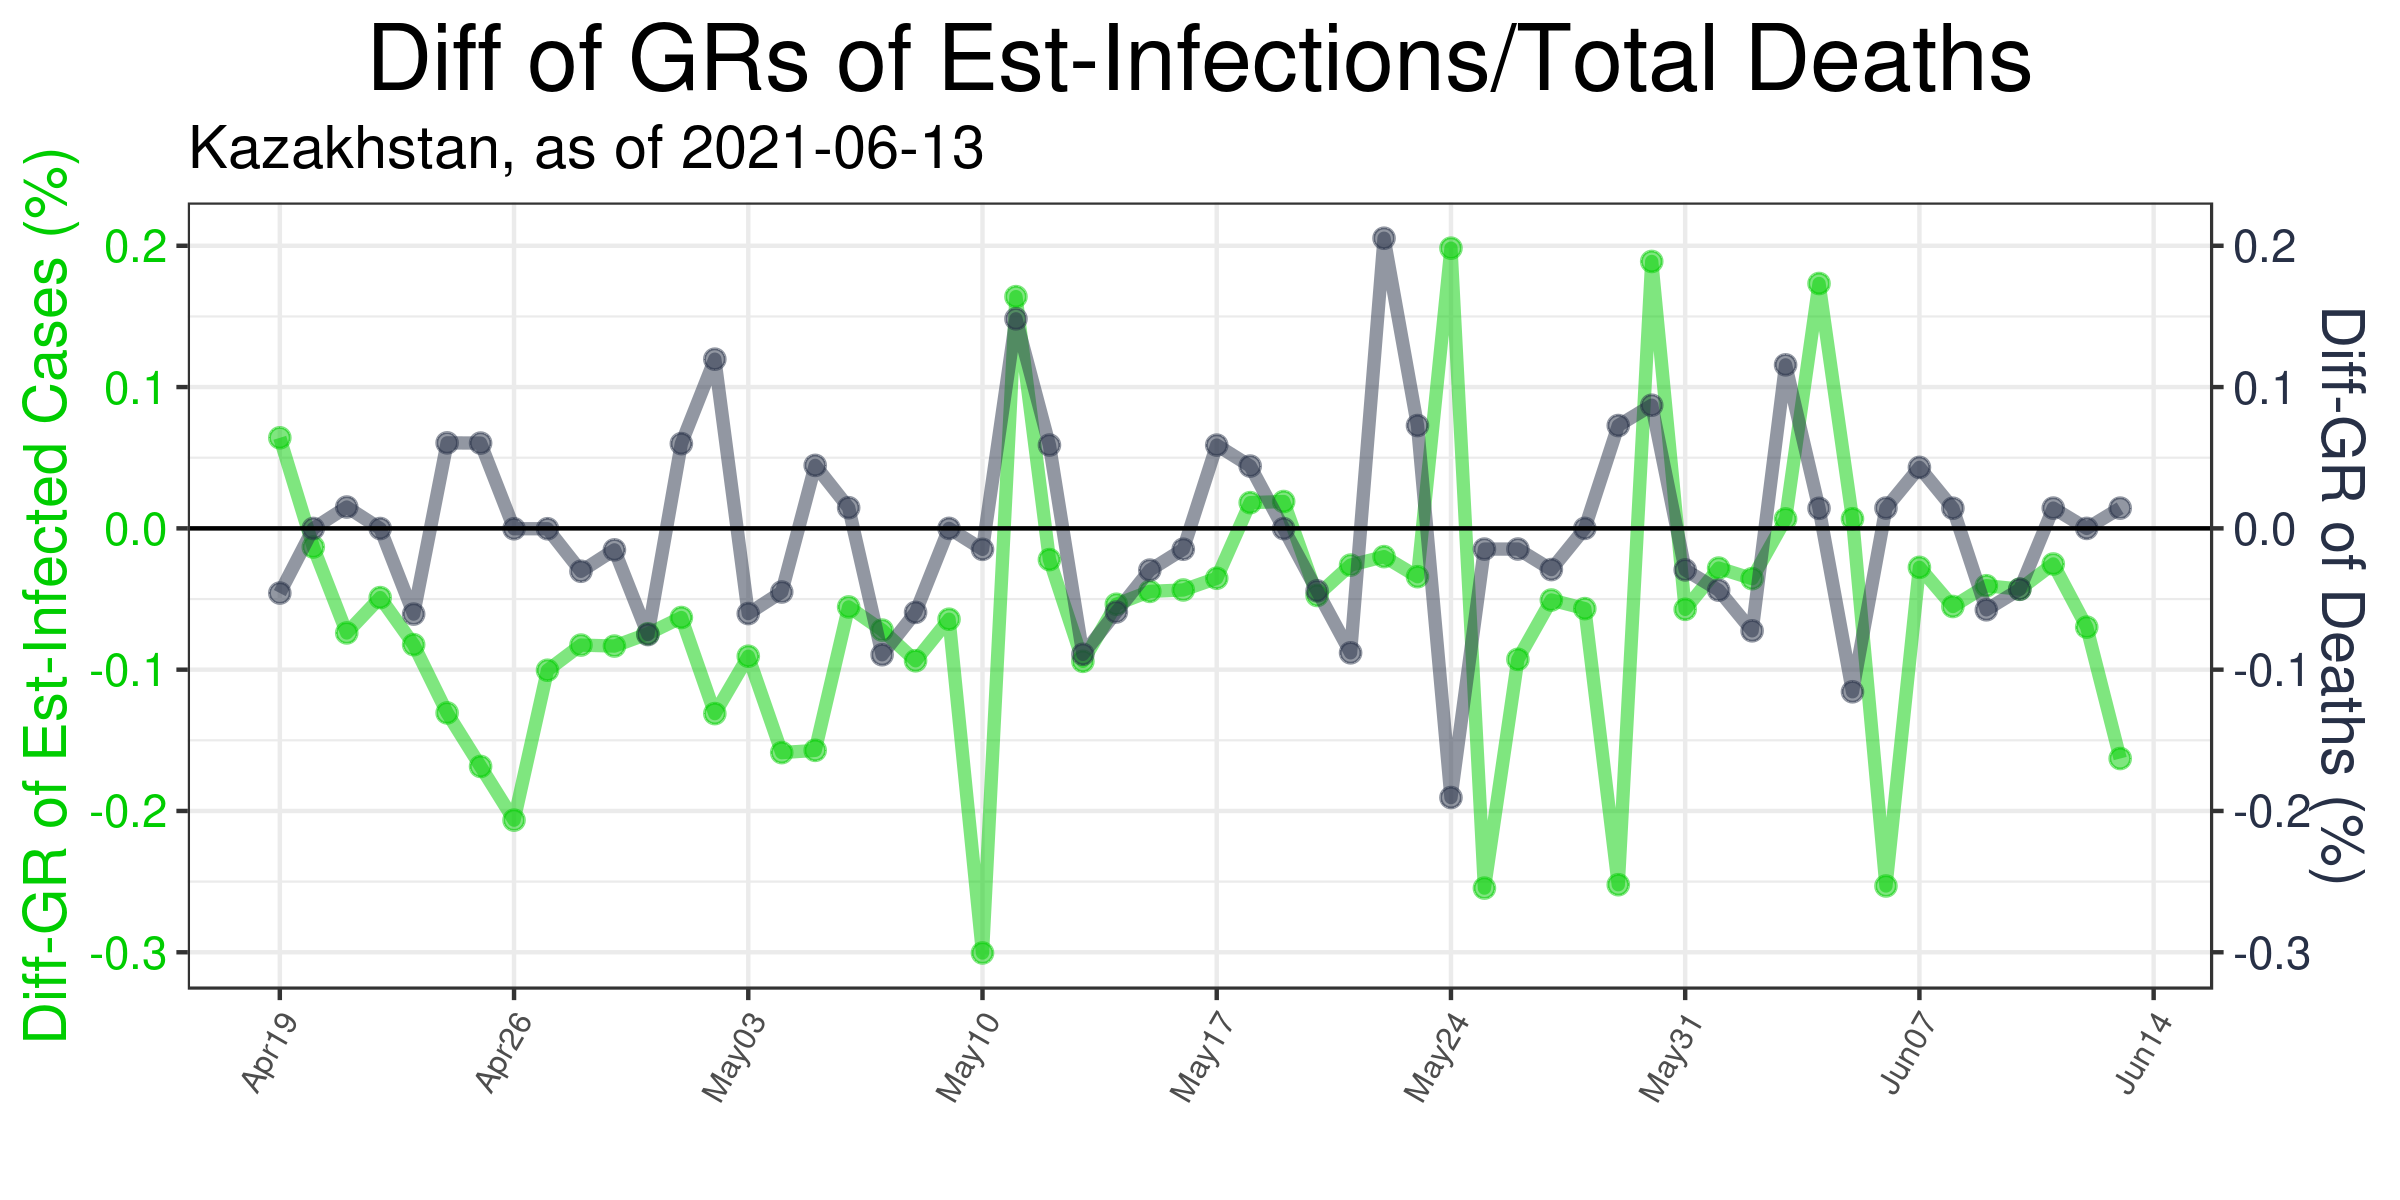 Diff of GRs of Est-Infections/Total Deaths
Kazakhstan, as of 2021-06-13
Diff-GR of Est-Infected Cases (%)
0.2
0.1
0.0
-0.1
-0.2
-0.3
0.2
0.1
0.0
-0.1
-0.2
-0.3
Diff-GR of Deaths (%)
Apr19
Apr26
May03
May10
May17
May24
May31
Jun07
Jun14